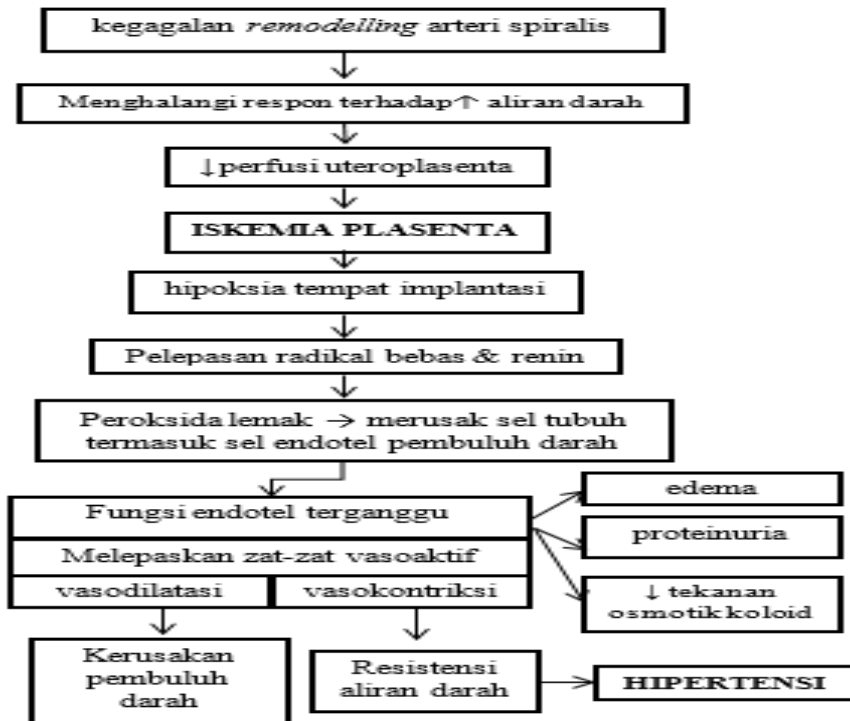 kegagalan remodelling arteri spiralis
Menghalangi respon terhadap↑ aliran darah
↓perfusi uteroplasenta
ISKEMIA PLASENTA
hipoksia tempat implantasi
Pelepasan radikal bebas & renin
Peroksida lemak → merusak sel tubuh
termasuk sel endotel pembuluh darah
Fungsi endotel terganggu
Melepaskan zat-zat vasoaktif
vasodilatasi
vasokontriksi
edema
proteinuria
↓ tekanan
osmotik koloid
Kerusakan
pembuluh
darah
Resistensi
aliran darah
HIPERTENSI